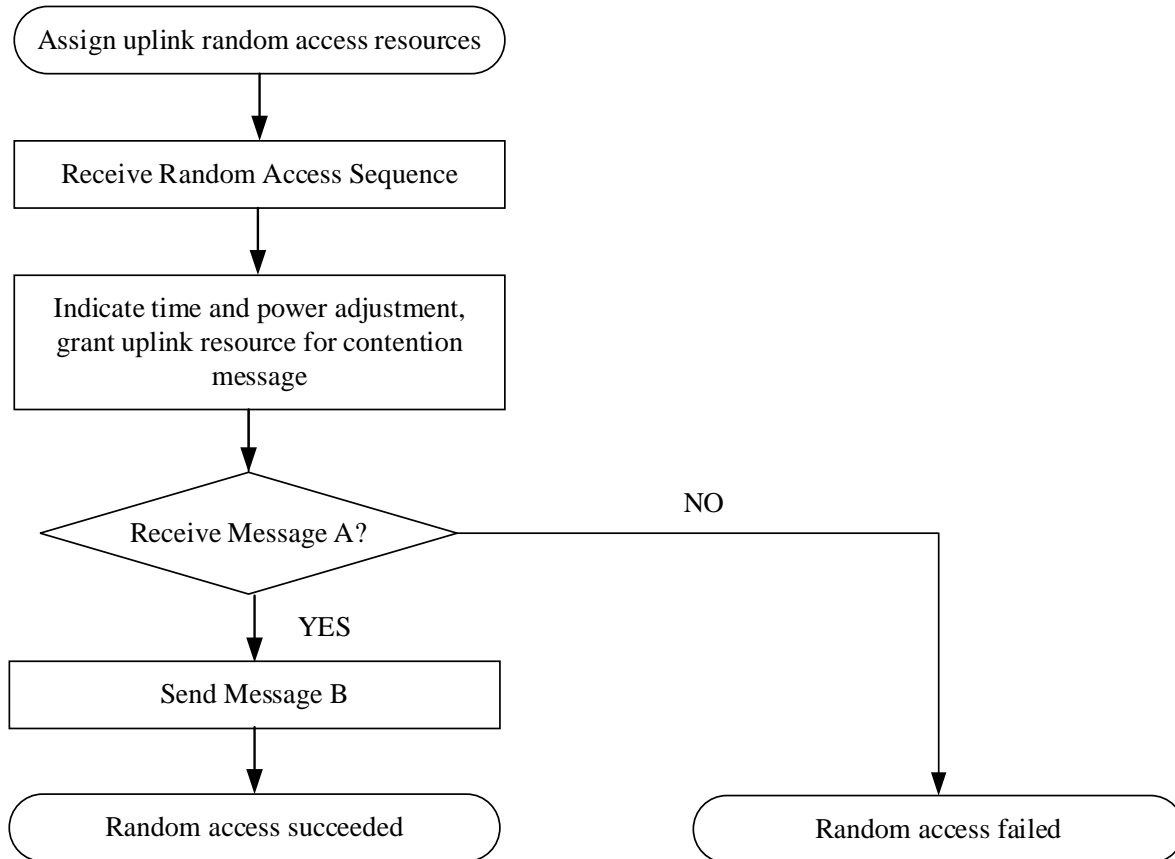 Assign uplink random access resources
Receive Random Access Sequence
Indicate time and power adjustment,
grant uplink resource for contention
message
Receive Message A?
NO
YES
Send Message B
Random access succeeded
Random access failed